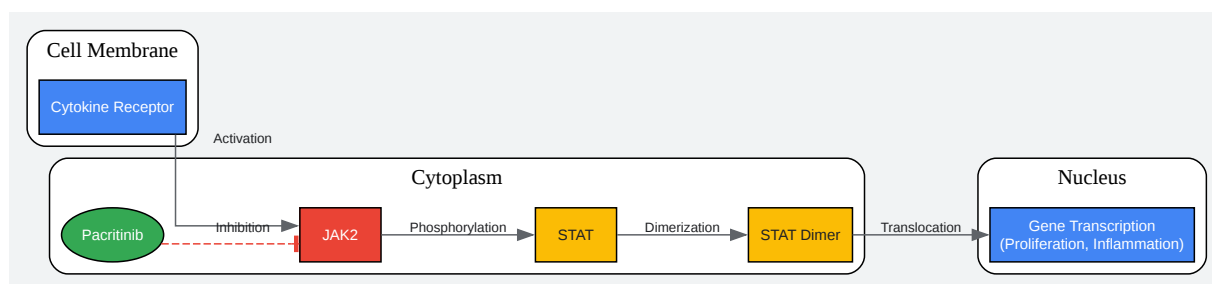 Cell Membrane
Cytokine Receptor
Activation
Cytoplasm
Nucleus
Pacritinib
Inhibition
JAK2
Phosphorylation
STAT
Dimerization
STAT Dimer
Translocation
Gene Transcription
(Proliferation, Inflammation)